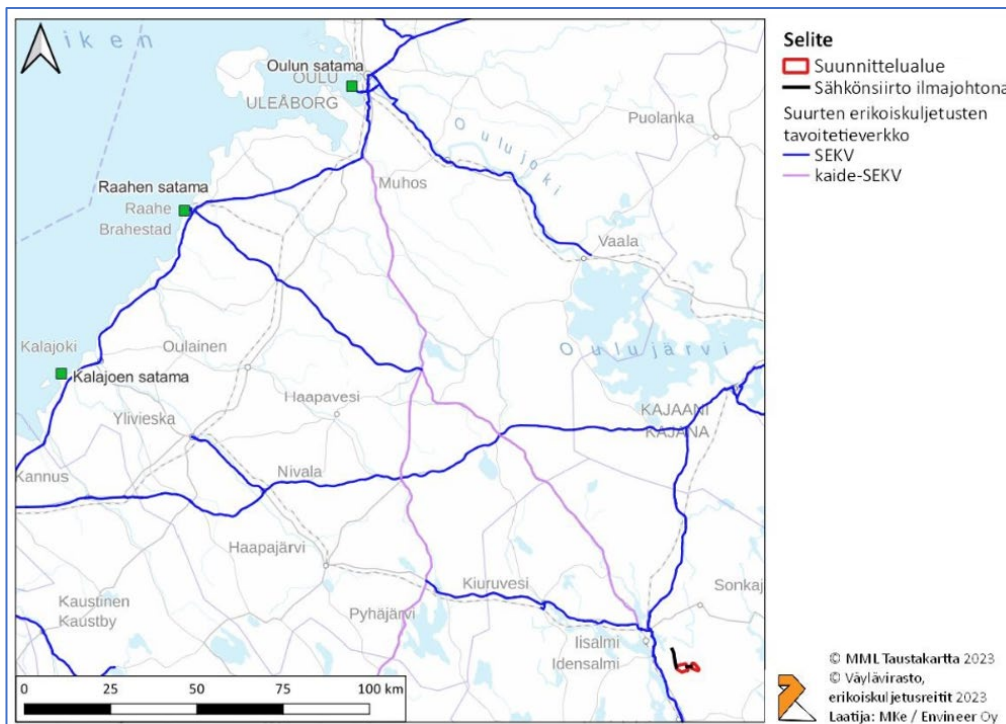 iken
Oulun satama
OULU
ULEÅBORG
Oulujoki
Puolanka
Muhos
Raahen satama
Raahe
Brahestad
Vaala
Kalajoki
Oulainen
Oulujärvi
Kalajoen satama
Haapavesi
Ylivieska
KAJAANI
KAJANA
Kannus
Nivala
Haapajärvi
Kiuruvesi
Sonkaj
Kaustinen
Kaustby
Pyhäjärvi
Iisalmi
Idensalmi
0 25 50 75 100 km
Selite
Suunnittelualue
Sähkönsiirto ilmajohtona
Suurten erikoiskuljetusten
tavoitetieverkko
SEKV
kaide-SEKV
© MML Taustakartta 2023
© Väylävirasto,
erikoiskuljetusreitit 2023
Laatija: MKe / Envineer Oy